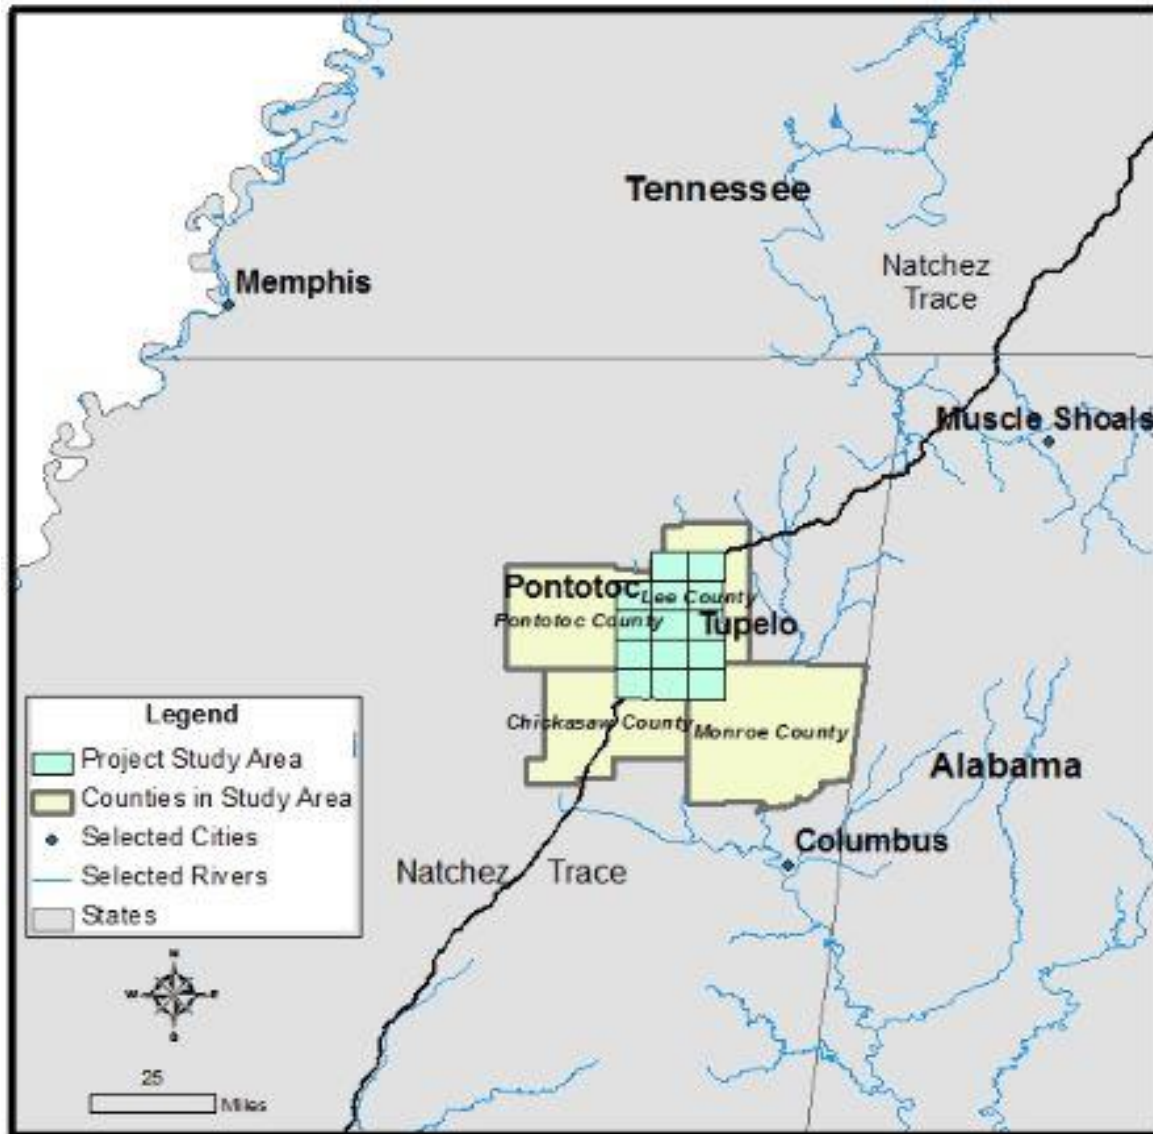 Tennessee
Natchez
Trace
Memphis
Muscle Shoals
Pontotoc
Lee County
Pontotoc County
Tupelo
Chickasaw County
Monroe County
Alabama
Columbus
Natchez Trace
Legend
Project Study Area
Counties in Study Area
Selected Cities
Selected Rivers
States
N
W E
S
25
Miles